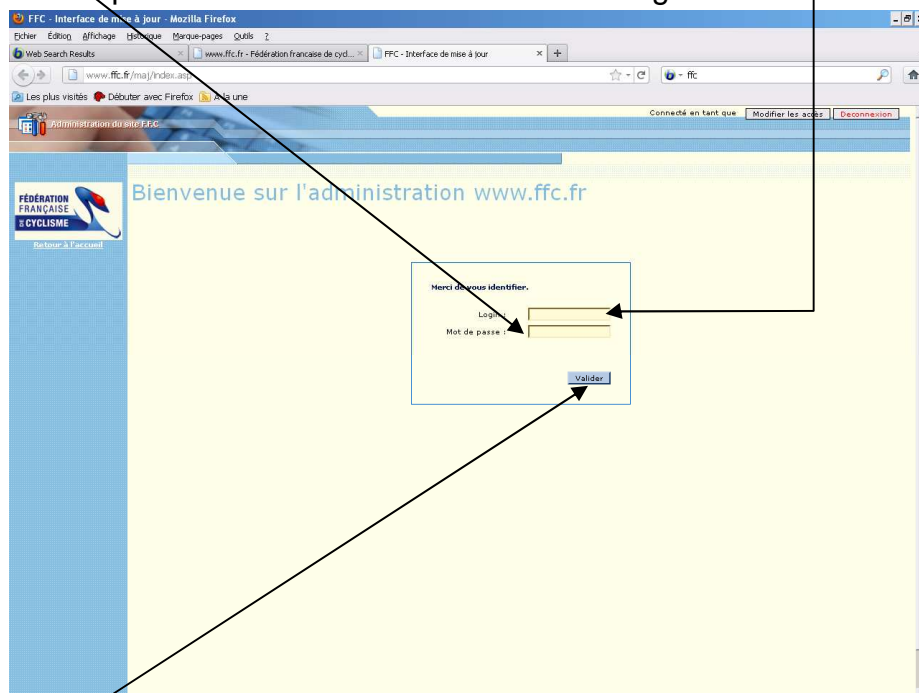 FFC - Interface de mise à jour - Mozilla Firefox
Fichier Édition Affichage Historique Marque-pages Outils ?
Web Search Results www.ffc.fr - Fédération francaise de cycl... FFC - Interface de mise à jour
www.ffc.fr/maj/index.asp ffc
Les plus visités Débuter avec Firefox A la une
Connecté en tant que Modifier les accès Deconnexion
Administration du site F.F.C
FÉDÉRATION
FRANÇAISE
DE CYCLISME
Retour à l'accueil
Bienvenue sur l'administration www.ffc.fr
Merci de vous identifier.
Login :
Mot de passe :
Valider